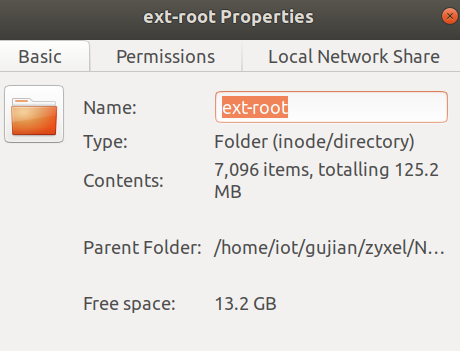 ext-root Properties
Basic
Permissions
Local Network Share
Name: ext-root
Type: Folder (inode/directory)
Contents: 7,096 items, totalling 125.2
MB
Parent Folder: /home/iot/gujian/zyxel/N…
Free space: 13.2 GB